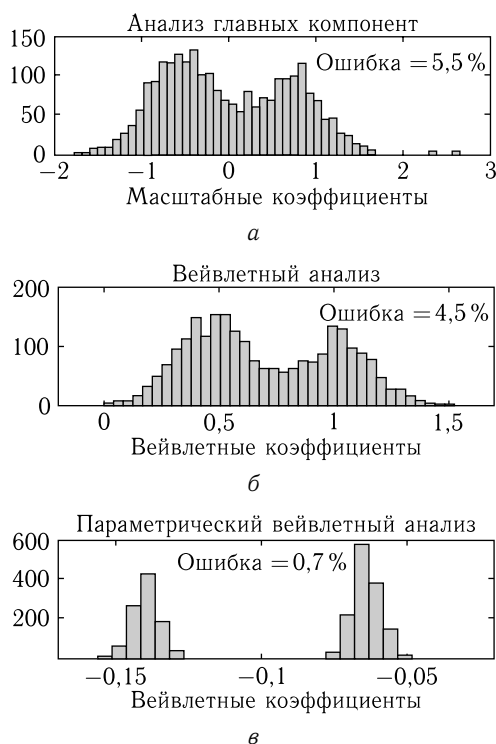 Анализ главных компонент
150
Ошибка = 5,5 %
100
50
0
−2 −1 0 1 2 3
Масштабные коэффициенты
а
Вейвлетный анализ
200
Ошибка = 4,5 %
100
0
0 0,5 1 1,5
Вейвлетные коэффициенты
б
Параметрический вейвлетный анализ
600
Ошибка = 0,7 %
400
200
−0,15 −0,1 −0,05
Вейвлетные коэффициенты
в